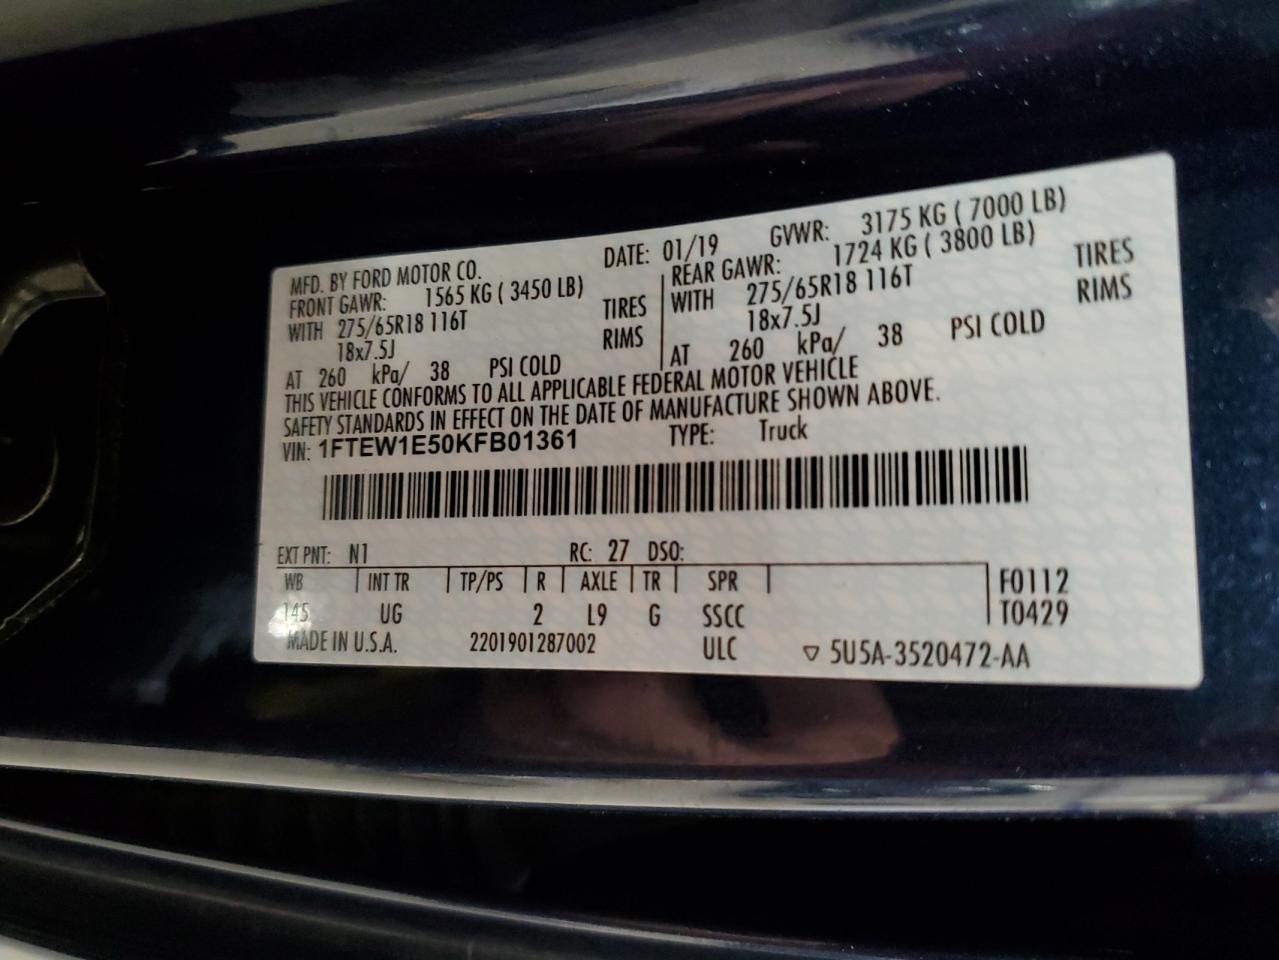 MFD. BY FORD MOTOR CO. DATE: 01/19 GVWR: 3175 KG ( 7000 LB)
FRONT GAWR: 1565 KG ( 3450 LB) REAR GAWR: 1724 KG ( 3800 LB)
WITH 275/65R18 116T TIRES WITH 275/65R18 116T TIRES
18x7.5J RIMS 18x7.5J RIMS
AT 260 kPa/ 38 PSI COLD AT 260 kPa/ 38 PSI COLD
THIS VEHICLE CONFORMS TO ALL APPLICABLE FEDERAL MOTOR VEHICLE
SAFETY STANDARDS IN EFFECT ON THE DATE OF MANUFACTURE SHOWN ABOVE.
VIN: 1FTEW1E50KFB01361 TYPE: Truck
EXT PNT: N1 RC: 27 DSO:
WB INT TR TP/PS R AXLE TR SPR F0112
145 UG 2 L9 G SSCC T0429
MADE IN U.S.A. 2201901287002 ULC ▽ 5U5A-3520472-AA